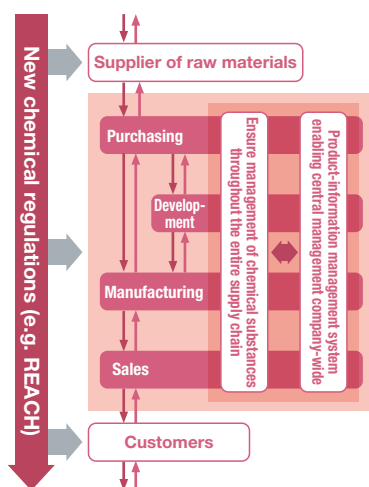 New chemical regulations (e.g. REACH)
Supplier of raw materials
Purchasing
Develop-
ment
Manufacturing
Sales
Ensure management of chemical substances
throughout the entire supply chain
Product-information management system
enabling central management company-wide
Customers